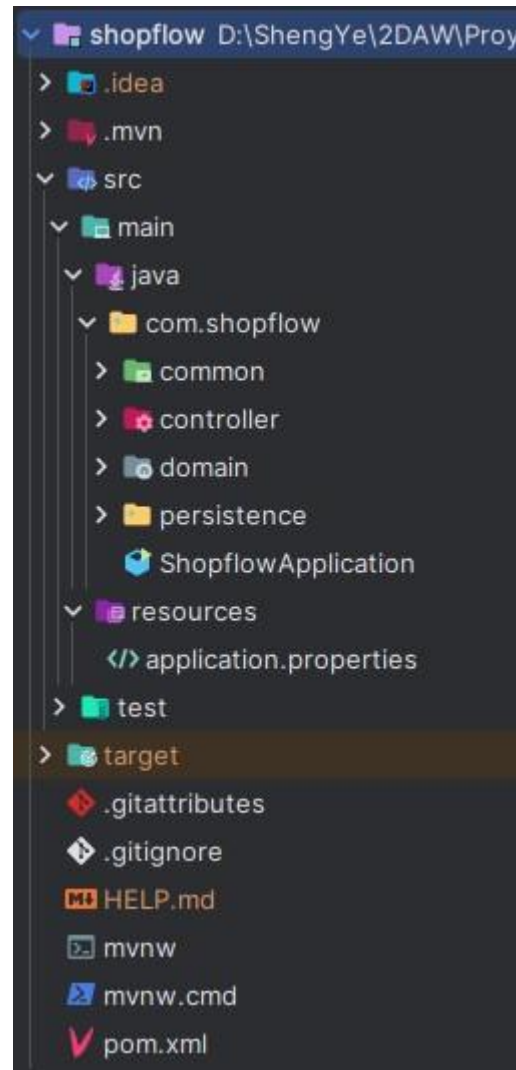 shopflow D:\ShengYe\2DAW\Proy
.idea
.mvn
src
main
java
com.shopflow
common
controller
domain
persistence
ShopflowApplication
resources
application.properties
test
target
.gitattributes
.gitignore
HELP.md
mvnw
mvnw.cmd
pom.xml